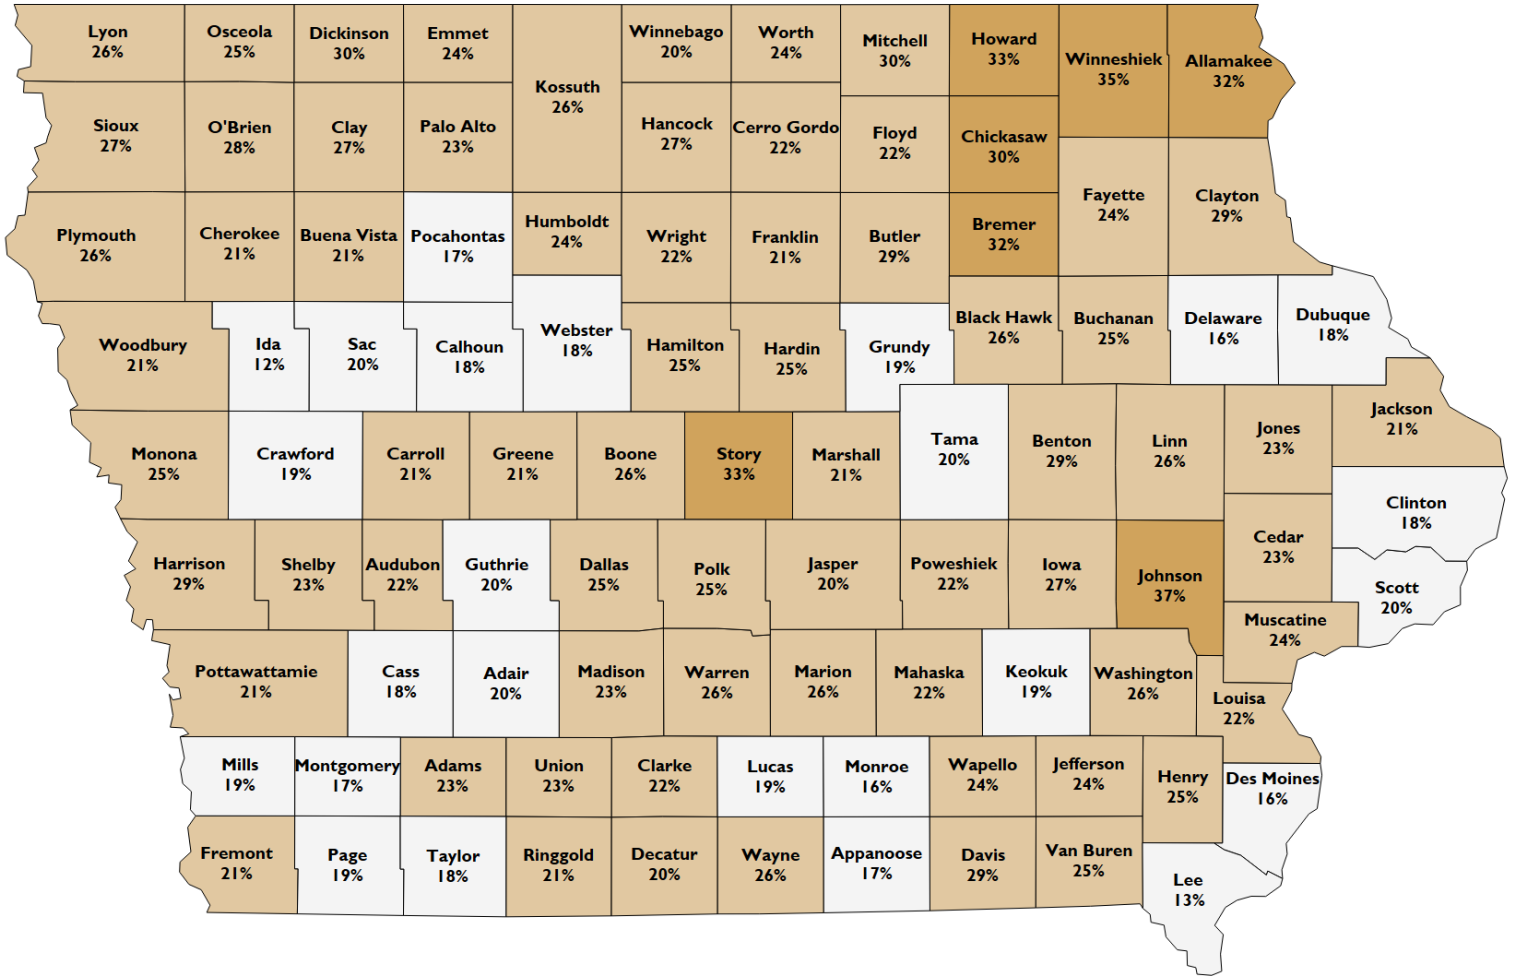 Lyon
26%
Osceola
25%
Dickinson
30%
Emmet
24%
Kossuth
26%
Winnebago
20%
Worth
24%
Mitchell
30%
Howard
33%
Winneshiek
35%
Allamakee
32%
Sioux
27%
O'Brien
28%
Clay
27%
Palo Alto
23%
Hancock
27%
Cerro Gordo
22%
Floyd
22%
Chickasaw
30%
Fayette
24%
Clayton
29%
Plymouth
26%
Cherokee
21%
Buena Vista
21%
Pocahontas
17%
Humboldt
24%
Wright
22%
Franklin
21%
Butler
29%
Bremer
32%
Woodbury
21%
Ida
12%
Sac
20%
Calhoun
18%
Webster
18%
Hamilton
25%
Hardin
25%
Grundy
19%
Black Hawk
26%
Buchanan
25%
Delaware
16%
Dubuque
18%
Monona
25%
Crawford
19%
Carroll
21%
Greene
21%
Boone
26%
Story
33%
Marshall
21%
Tama
20%
Benton
29%
Linn
26%
Jones
23%
Jackson
21%
Clinton
18%
Harrison
29%
Shelby
23%
Audubon
22%
Guthrie
20%
Dallas
25%
Polk
25%
Jasper
20%
Poweshiek
22%
Iowa
27%
Johnson
37%
Cedar
23%
Scott
20%
Muscatine
24%
Pottawattamie
21%
Cass
18%
Adair
20%
Madison
23%
Warren
26%
Marion
26%
Mahaska
22%
Keokuk
19%
Washington
26%
Louisa
22%
Mills
19%
Montgomery
17%
Adams
23%
Union
23%
Clarke
22%
Lucas
19%
Monroe
16%
Wapello
24%
Jefferson
24%
Henry
25%
Des Moines
16%
Fremont
21%
Page
19%
Taylor
18%
Ringgold
21%
Decatur
20%
Wayne
26%
Appanoose
17%
Davis
29%
Van Buren
25%
Lee
13%